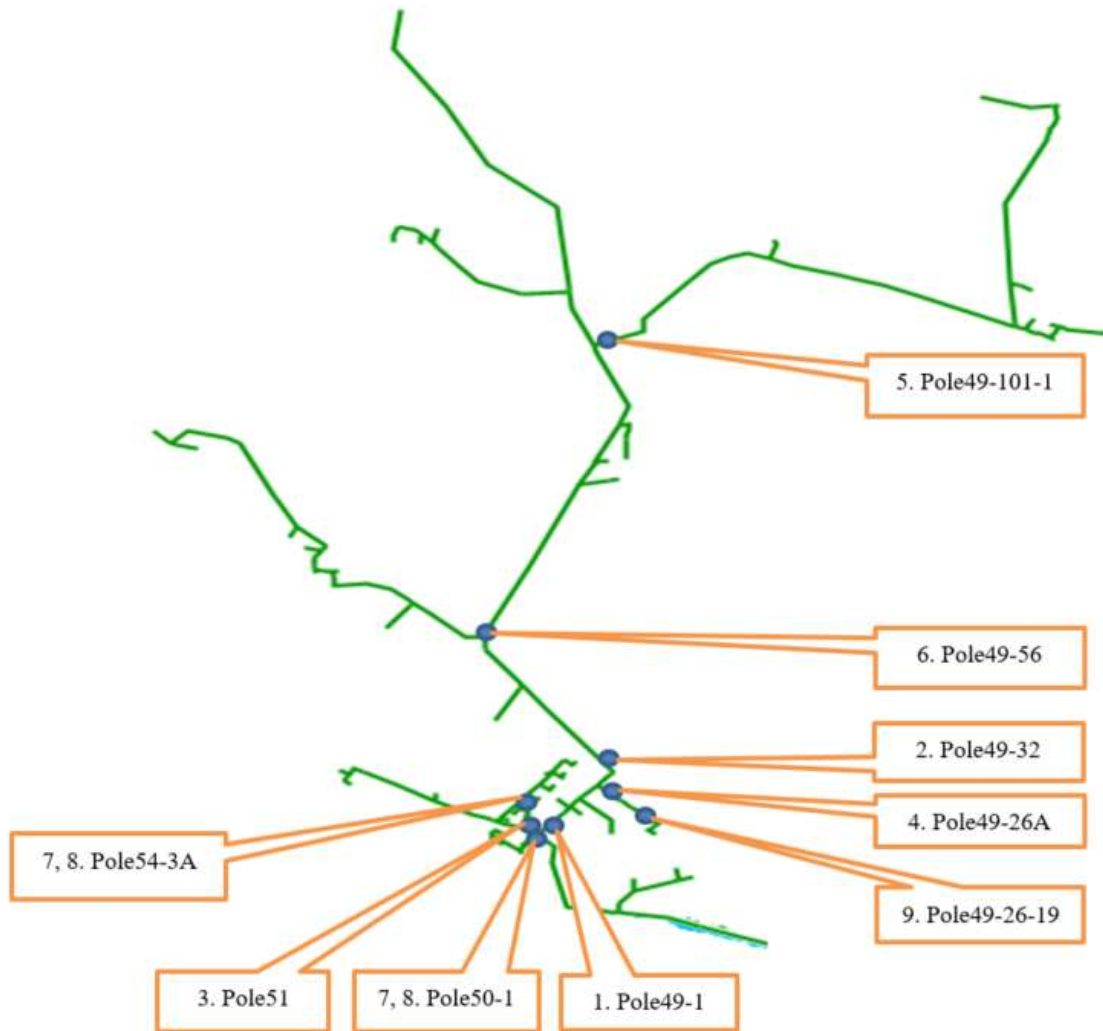 5. Pole49-101-1
6. Pole49-56
2. Pole49-32
4. Pole49-26A
7, 8. Pole54-3A
9. Pole49-26-19
3. Pole51
7, 8. Pole50-1
1. Pole49-1